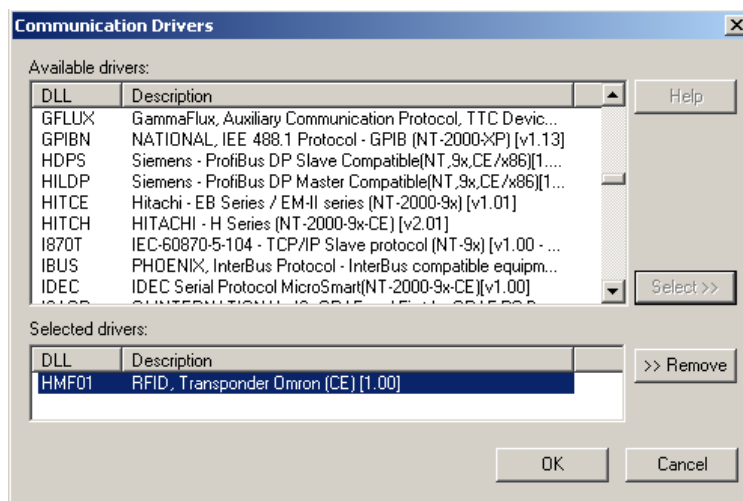 Communication Drivers
Available drivers:
DLL Description
GFLUX GammaFlux, Auxiliary Communication Protocol, TTC Devic...
GPIBN NATIONAL, IEE 488.1 Protocol - GPIB (NT-2000-XP) [v1.13]
HDPS Siemens - ProfiBus DP Slave Compatible(NT,9x,CE/x86)[1....
HILDP Siemens - ProfiBus DP Master Compatible(NT,9x,CE/x86)[1...
HITCE Hitachi - EB Series / EM-II series (NT-2000-9x) [v1.01]
HITCH HITACHI - H Series (NT-2000-9x-CE) [v2.01]
I870T IEC-60870-5-104 - TCP/IP Slave protocol (NT-9x) [v1.00 - ...
IBUS PHOENIX, InterBus Protocol - InterBus compatible equipm...
IDEC IDEC Serial Protocol MicroSmart(NT-2000-9x-CE)[v1.00]
Help
Select >>
Selected drivers:
DLL Description
HMF01 RFID, Transponder Omron (CE) [1.00]
>> Remove
OK Cancel